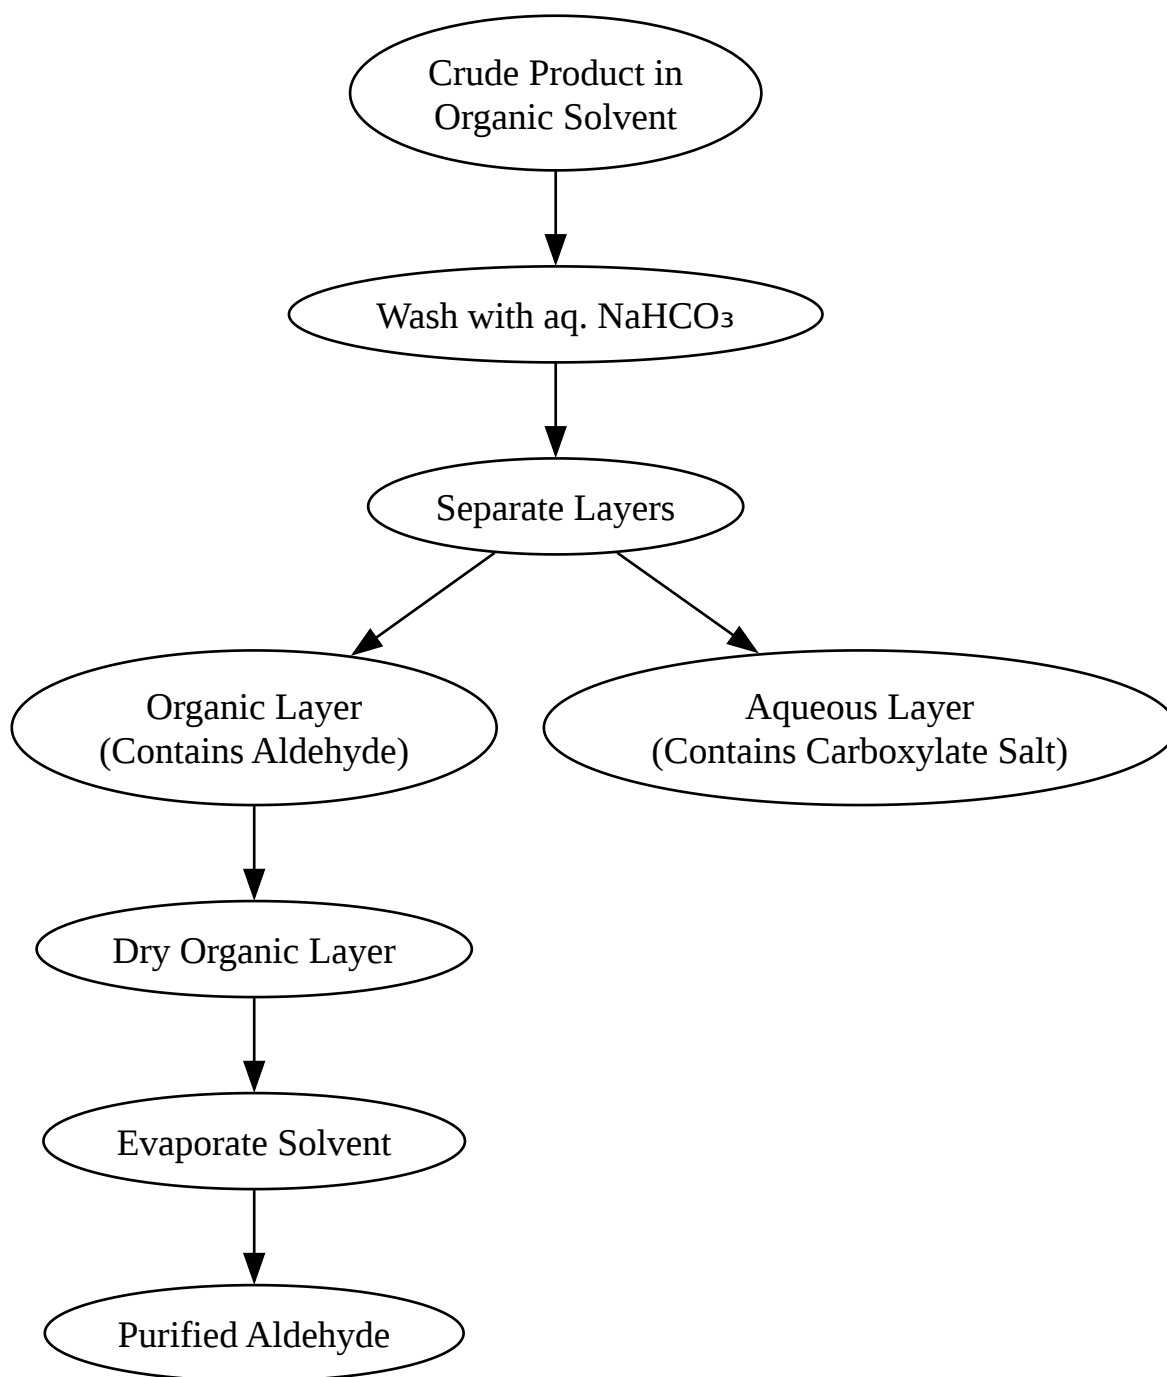 Crude Product in
Organic Solvent
Wash with aq. NaHCO₃
Separate Layers
Organic Layer
(Contains Aldehyde)
Aqueous Layer
(Contains Carboxylate Salt)
Dry Organic Layer
Evaporate Solvent
Purified Aldehyde